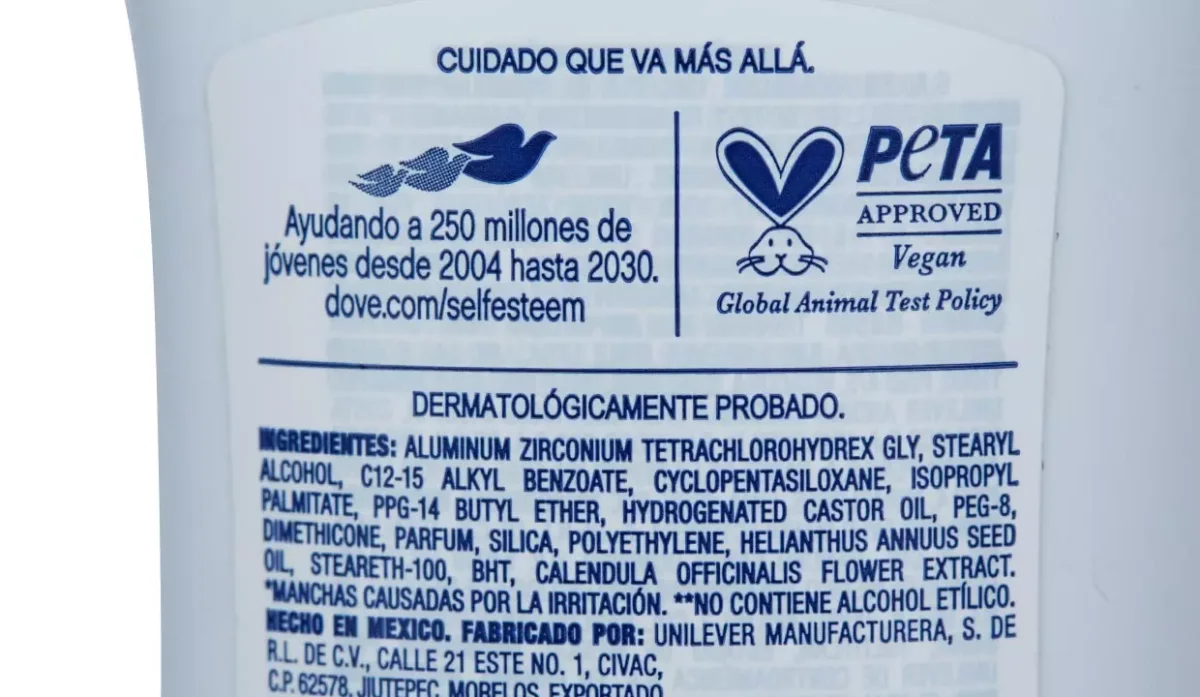 CUIDADO QUE VA MÁS ALLÁ.
Ayudando a 250 millones de
jóvenes desde 2004 hasta 2030.
dove.com/selfesteem
PETA
APPROVED
Vegan
Global Animal Test Policy
DERMATOLÓGICAMENTE PROBADO.
INGREDIENTES: ALUMINUM ZIRCONIUM TETRACHLOROHYDREX GLY, STEARYL
ALCOHOL, C12-15 ALKYL BENZOATE, CYCLOPENTASILOXANE, ISOPROPYL
PALMITATE, PPG-14 BUTYL ETHER, HYDROGENATED CASTOR OIL, PEG-8,
DIMETHICONE, PARFUM, SILICA, POLYETHYLENE, HELIANTHUS ANNUUS SEED
OIL, STEARETH-100, BHT, CALENDULA OFFICINALIS FLOWER EXTRACT.
*MANCHAS CAUSADAS POR LA IRRITACIÓN. **NO CONTIENE ALCOHOL ETÍLICO.
HECHO EN MEXICO. FABRICADO POR: UNILEVER MANUFACTURERA, S. DE
R.L. DE C.V., CALLE 21 ESTE NO. 1, CIVAC,
C.P. 62578, JIUTEPEC, MORELOS. EXPORTADO